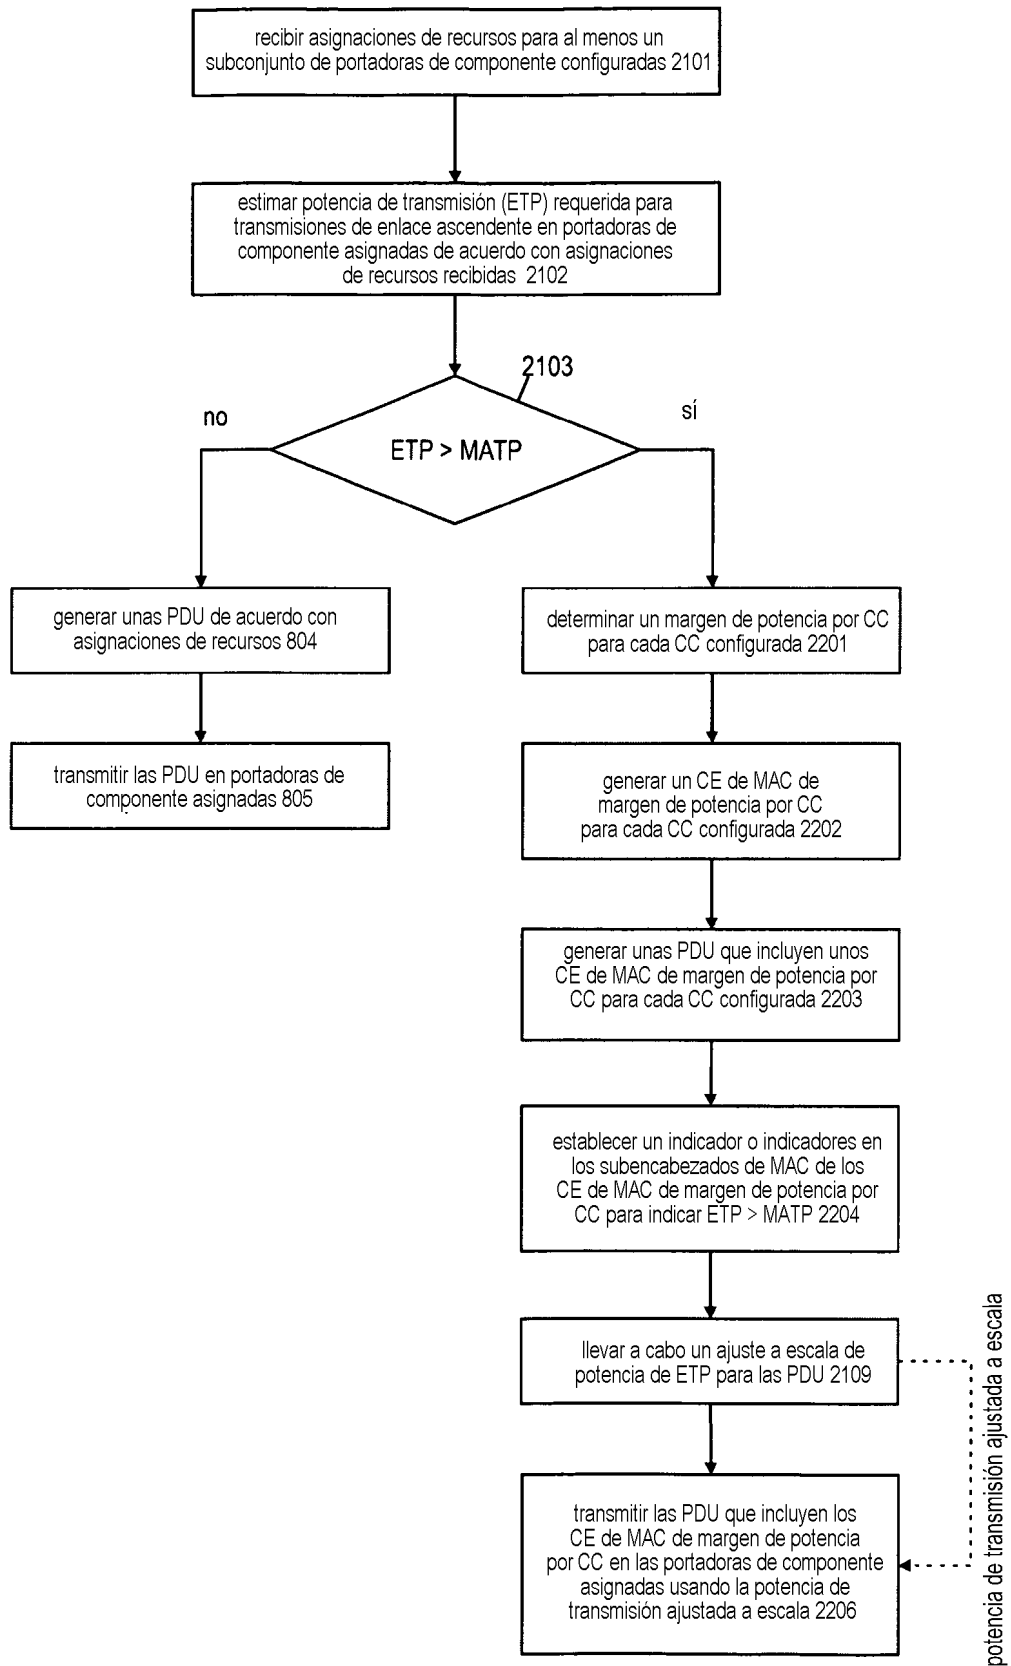 recibir asignaciones de recursos para al menos un
subconjunto de portadoras de componente configuradas 2101
estimar potencia de transmisión (ETP) requerida para
transmisiones de enlace ascendente en portadoras de
componente asignadas de acuerdo con asignaciones
de recursos recibidas 2102
2103
no
sí
ETP > MATP
generar unas PDU de acuerdo con
asignaciones de recursos 804
transmitir las PDU en portadoras de
componente asignadas 805
determinar un margen de potencia por CC
para cada CC configurada 2201
generar un CE de MAC de
margen de potencia por CC
para cada CC configurada 2202
generar unas PDU que incluyen unos
CE de MAC de margen de potencia por
CC para cada CC configurada 2203
establecer un indicador o indicadores en
los subencabezados de MAC de los
CE de MAC de margen de potencia por
CC para indicar ETP > MATP 2204
llevar a cabo un ajuste a escala de
potencia de ETP para las PDU 2109
potencia de transmisión ajustada a escala
transmitir las PDU que incluyen los
CE de MAC de margen de potencia
por CC en las portadoras de componente
asignadas usando la potencia de
transmisión ajustada a escala 2206